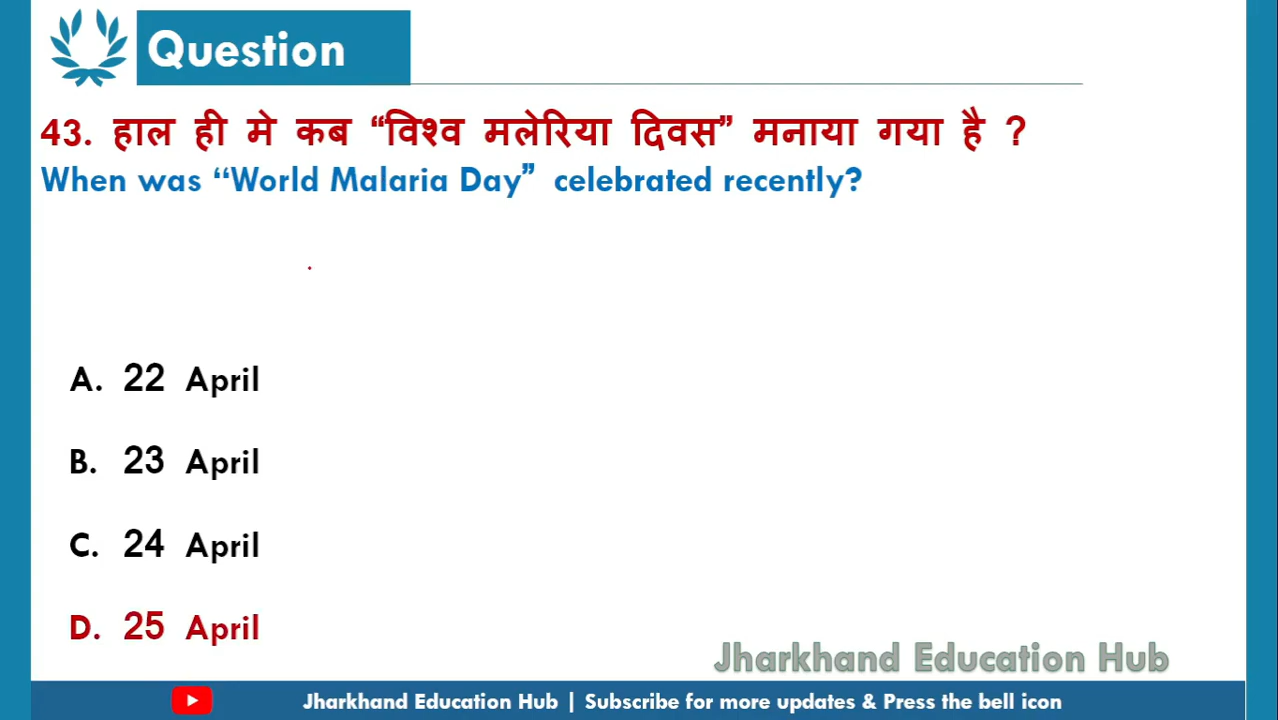 Question
43. हाल ही मे कब “विश्व मलेरिया दिवस” मनाया गया है ?
When was “World Malaria Day” celebrated recently?
A. 22 April
B. 23 April
C. 24 April
D. 25 April
Jharkhand Education Hub
Jharkhand Education Hub | Subscribe for more updates & Press the bell icon